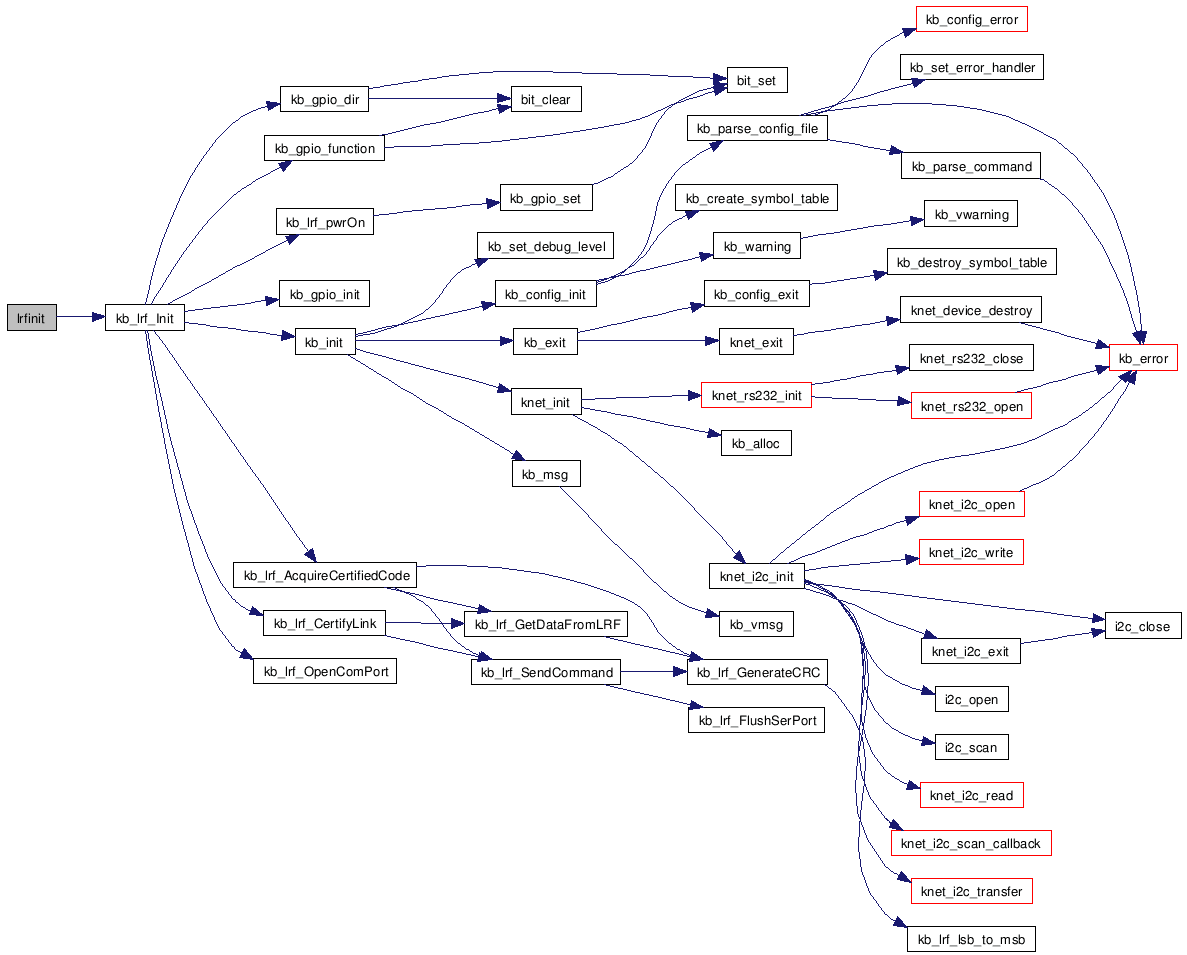 kb_config_error
kb_set_error_handler
bit_set
kb_gpio_dir
bit_clear
kb_parse_config_file
kb_gpio_function
kb_parse_command
kb_gpio_set
kb_create_symbol_table
kb_lrf_pwrOn
kb_vwarning
kb_set_debug_level
kb_warning
kb_destroy_symbol_table
kb_gpio_init
kb_config_init
kb_config_exit
knet_device_destroy
lrfinit
kb_lrf_Init
kb_init
kb_exit
knet_exit
knet_rs232_close
kb_error
knet_init
knet_rs232_init
knet_rs232_open
kb_alloc
kb_msg
knet_i2c_open
knet_i2c_write
kb_lrf_AcquireCertifiedCode
knet_i2c_init
kb_lrf_CertifyLink
kb_lrf_GetDataFromLRF
kb_vmsg
i2c_close
knet_i2c_exit
kb_lrf_OpenComPort
kb_lrf_SendCommand
kb_lrf_GenerateCRC
i2c_open
kb_lrf_FlushSerPort
i2c_scan
knet_i2c_read
knet_i2c_scan_callback
knet_i2c_transfer
kb_lrf_lsb_to_msb